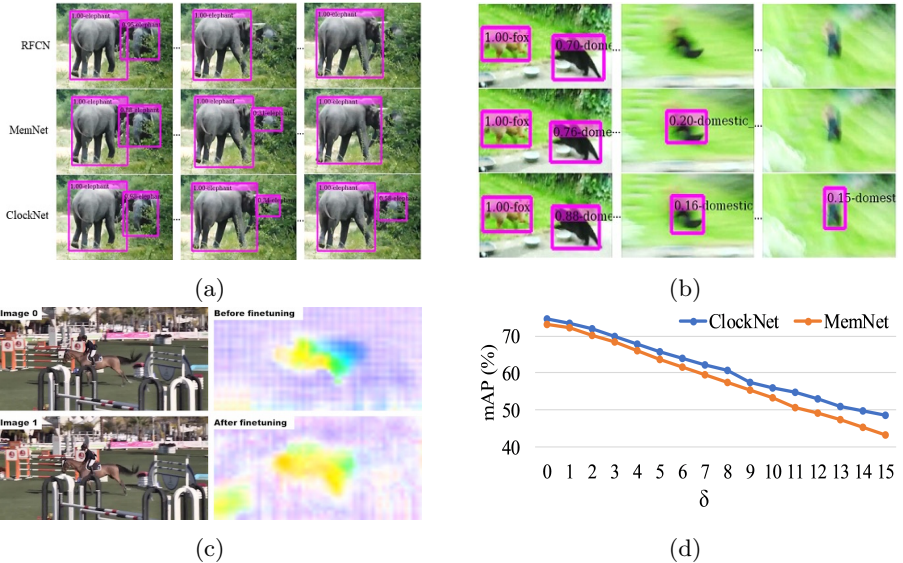 RFCN
1.00-elephant
1.00-elephant
1.00-elephant
MemNet
1.00-elephant
1.00-elephant
1.00-elephant
ClockNet
1.00-elephant
1.00-elephant
1.00-elephant
(a)
1.00-fox
0.70-dome
1.00-fox
0.76-dome
0.20-domestic_
1.00-fox
0.88-dome
0.16-domestic
0.15-domest
(b)
Image 0
Before finetuning
Image 1
After finetuning
(c)
ClockNet
MemNet
mAP (%)
70
60
50
40
0 1 2 3 4 5 6 7 8 9 10 11 12 13 14 15
δ
(d)